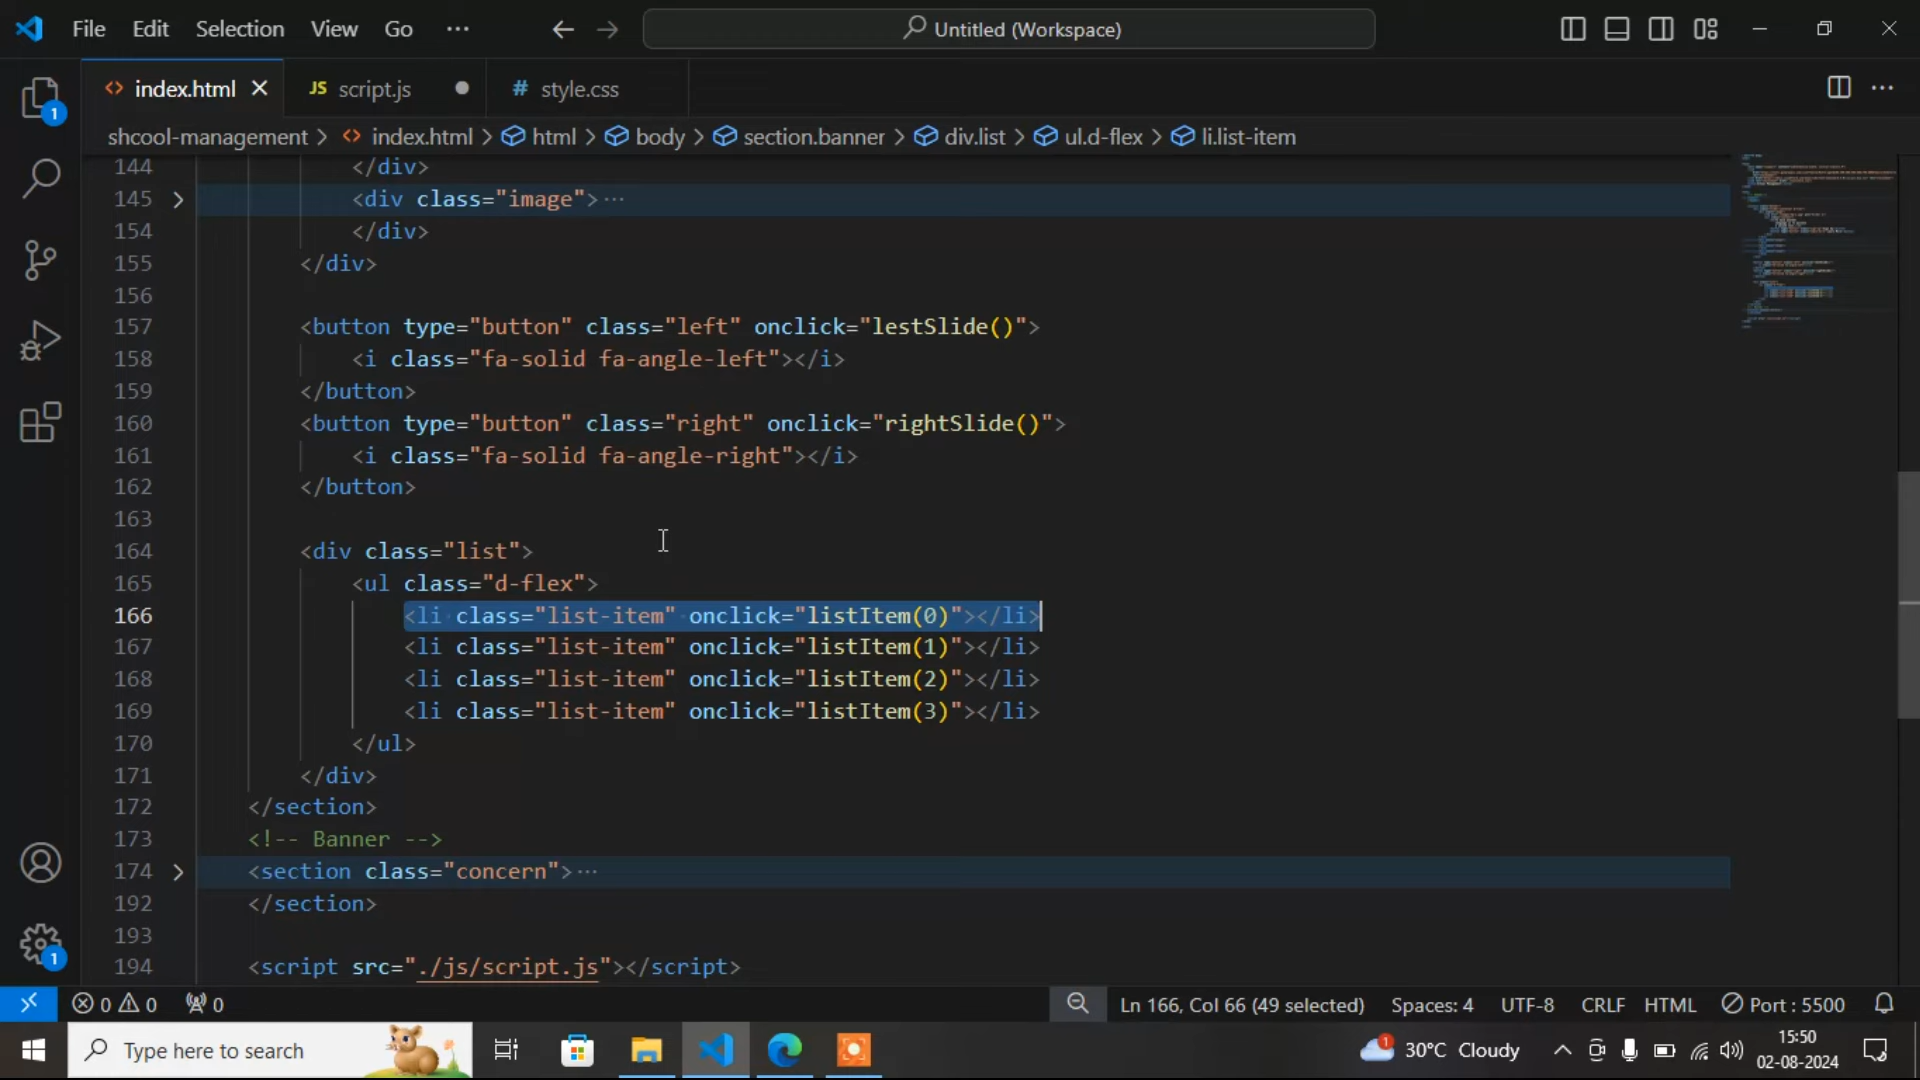 File Edit Selection View Go ··· Untitled (Workspace)
index.html JS script.js # style.css
shcool-management > index.html > html > body > section.banner > div.list > ul.d-flex > li.list-item
144 </div>
145 <div class="image">···
154 </div>
155 </div>
156
157 <button type="button" class="left" onclick="lestSlide()">
158 <i class="fa-solid fa-angle-left"></i>
159 </button>
160 <button type="button" class="right" onclick="rightSlide()">
161 <i class="fa-solid fa-angle-right"></i>
162 </button>
163
164 <div class="list">
165 <ul class="d-flex">
166 <li class="list-item" onclick="listItem(0)"></li>
167 <li class="list-item" onclick="listItem(1)"></li>
168 <li class="list-item" onclick="listItem(2)"></li>
169 <li class="list-item" onclick="listItem(3)"></li>
170 </ul>
171 </div>
172 </section>
173 <!-- Banner -->
174 <section class="concern">···
192 </section>
193
194 <script src="./js/script.js"></script>
1
1
0 0 0 Ln 166, Col 66 (49 selected) Spaces: 4 UTF-8 CRLF HTML Port : 5500
Type here to search 1 30°C Cloudy 15:50
02-08-2024